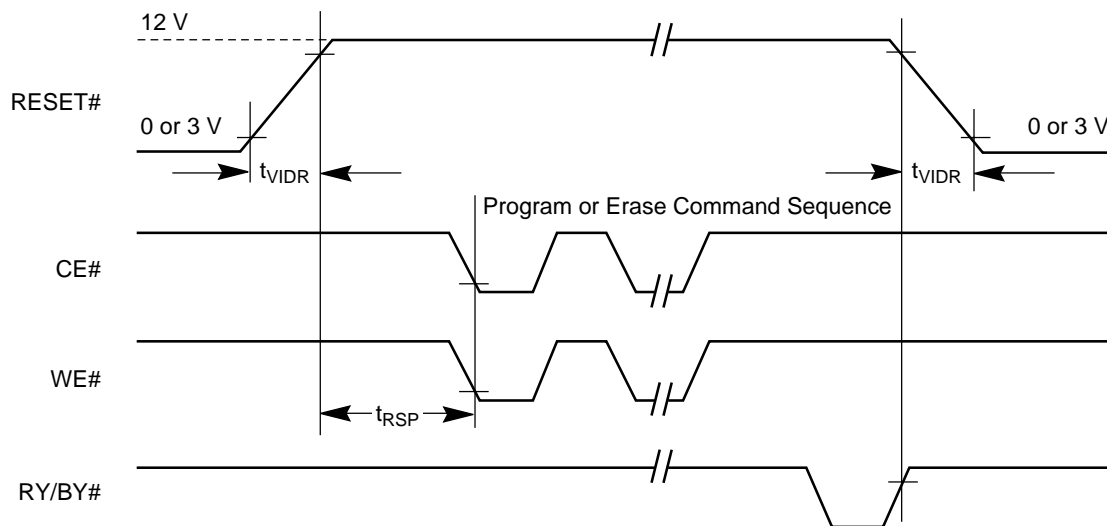 12 V
RESET#
0 or 3 V
0 or 3 V
tVIDR
tVIDR
Program or Erase Command Sequence
CE#
WE#
tRSP
RY/BY#